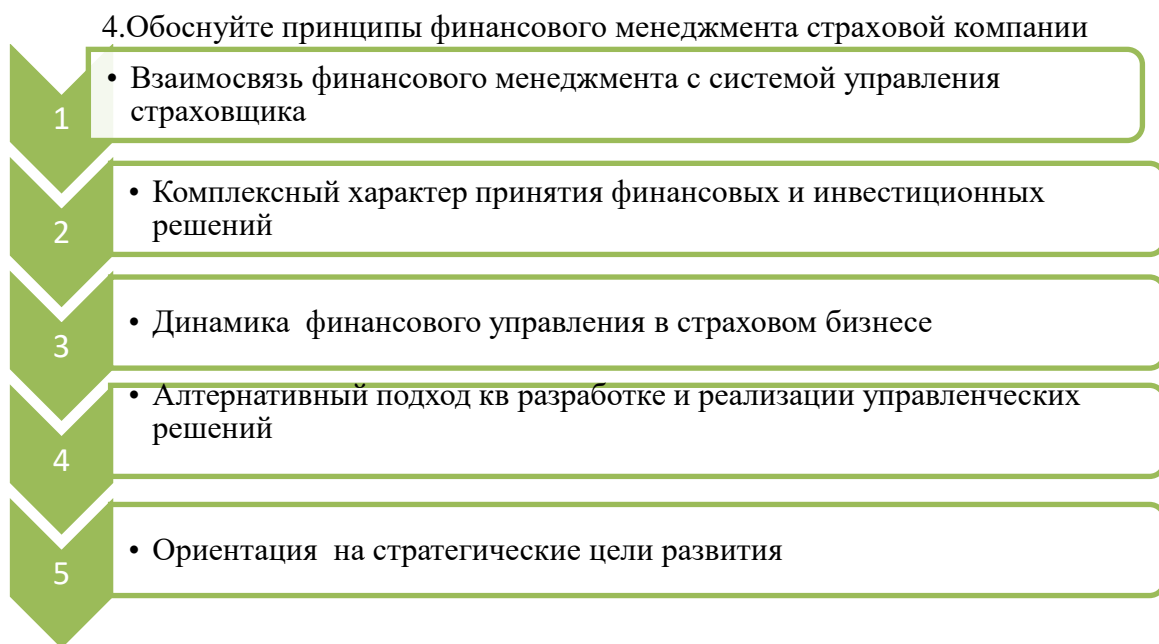 4.Обоснуйте принципы финансового менеджмента страховой компании
1
• Взаимосвязь финансового менеджмента с системой управления
страховщика
2
• Комплексный характер принятия финансовых и инвестиционных
решений
3
• Динамика финансового управления в страховом бизнесе
4
• Алтернативный подход кв разработке и реализации управленческих
решений
5
• Ориентация на стратегические цели развития